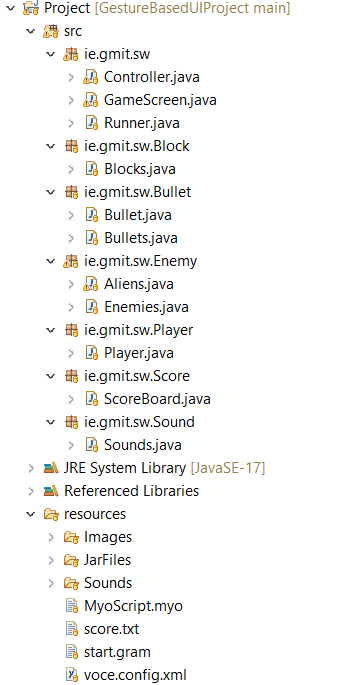 Project [GestureBasedUIProject main]
src
ie.gmit.sw
Controller.java
GameScreen.java
Runner.java
ie.gmit.sw.Block
Blocks.java
ie.gmit.sw.Bullet
Bullet.java
Bullets.java
ie.gmit.sw.Enemy
Aliens.java
Enemies.java
ie.gmit.sw.Player
Player.java
ie.gmit.sw.Score
ScoreBoard.java
ie.gmit.sw.Sound
Sounds.java
JRE System Library [JavaSE-17]
Referenced Libraries
resources
Images
JarFiles
Sounds
MyoScript.myo
score.txt
start.gram
voce.config.xml